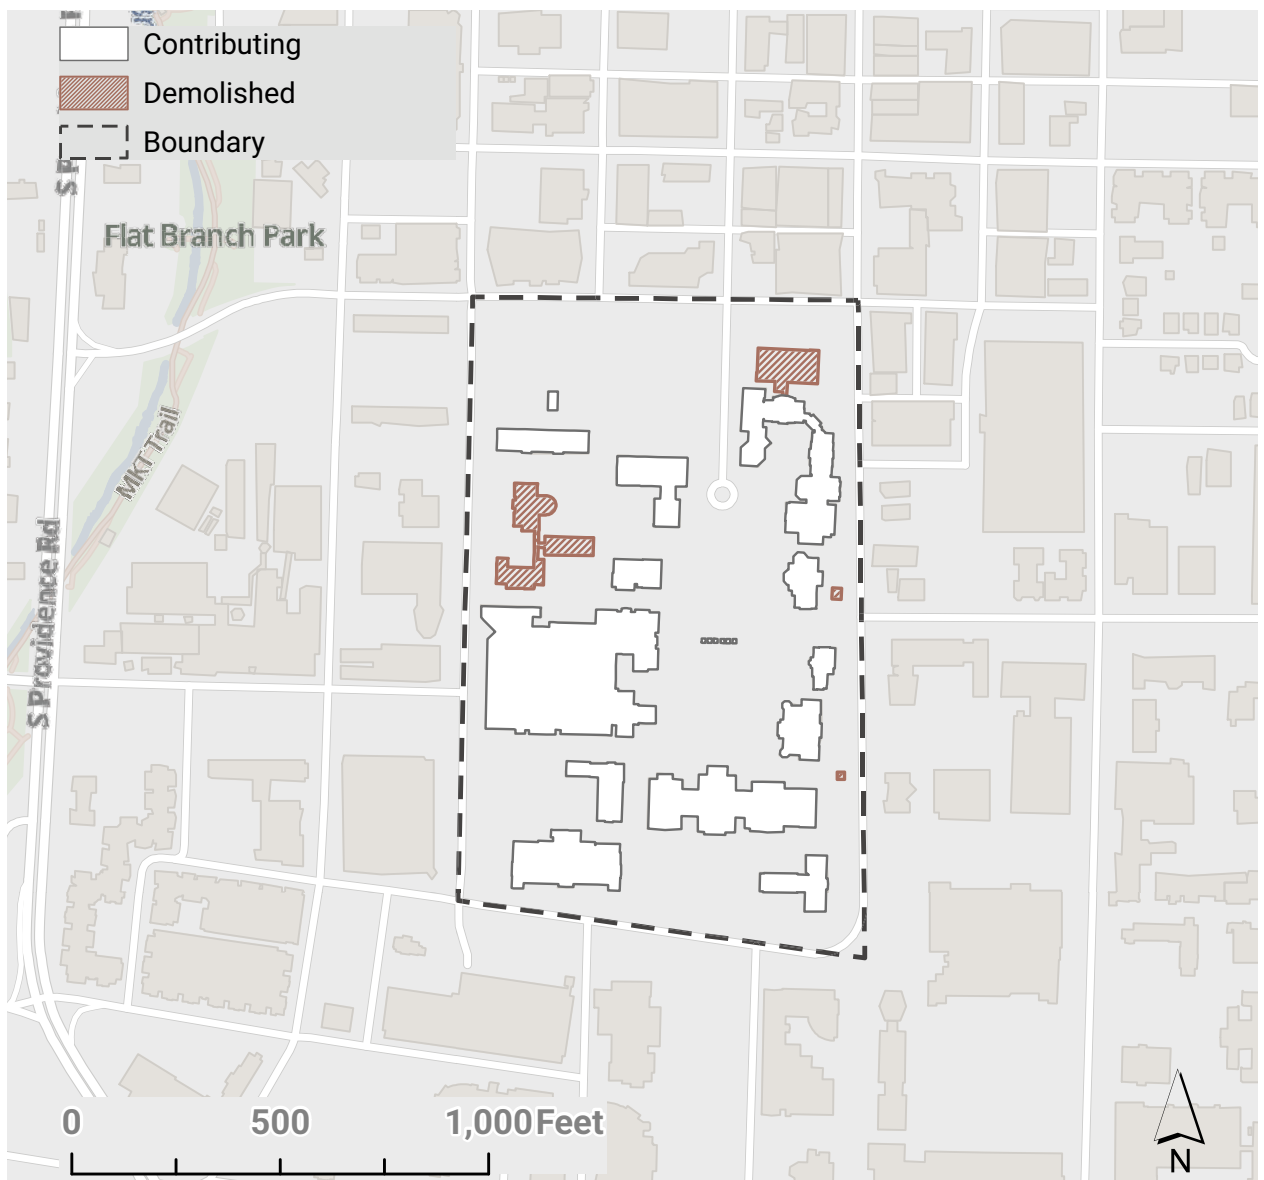 Contributing
Demolished
Boundary
S P
Flat Branch Park
MKT Trail
S Providence Rd
0 500 1,000 Feet
N